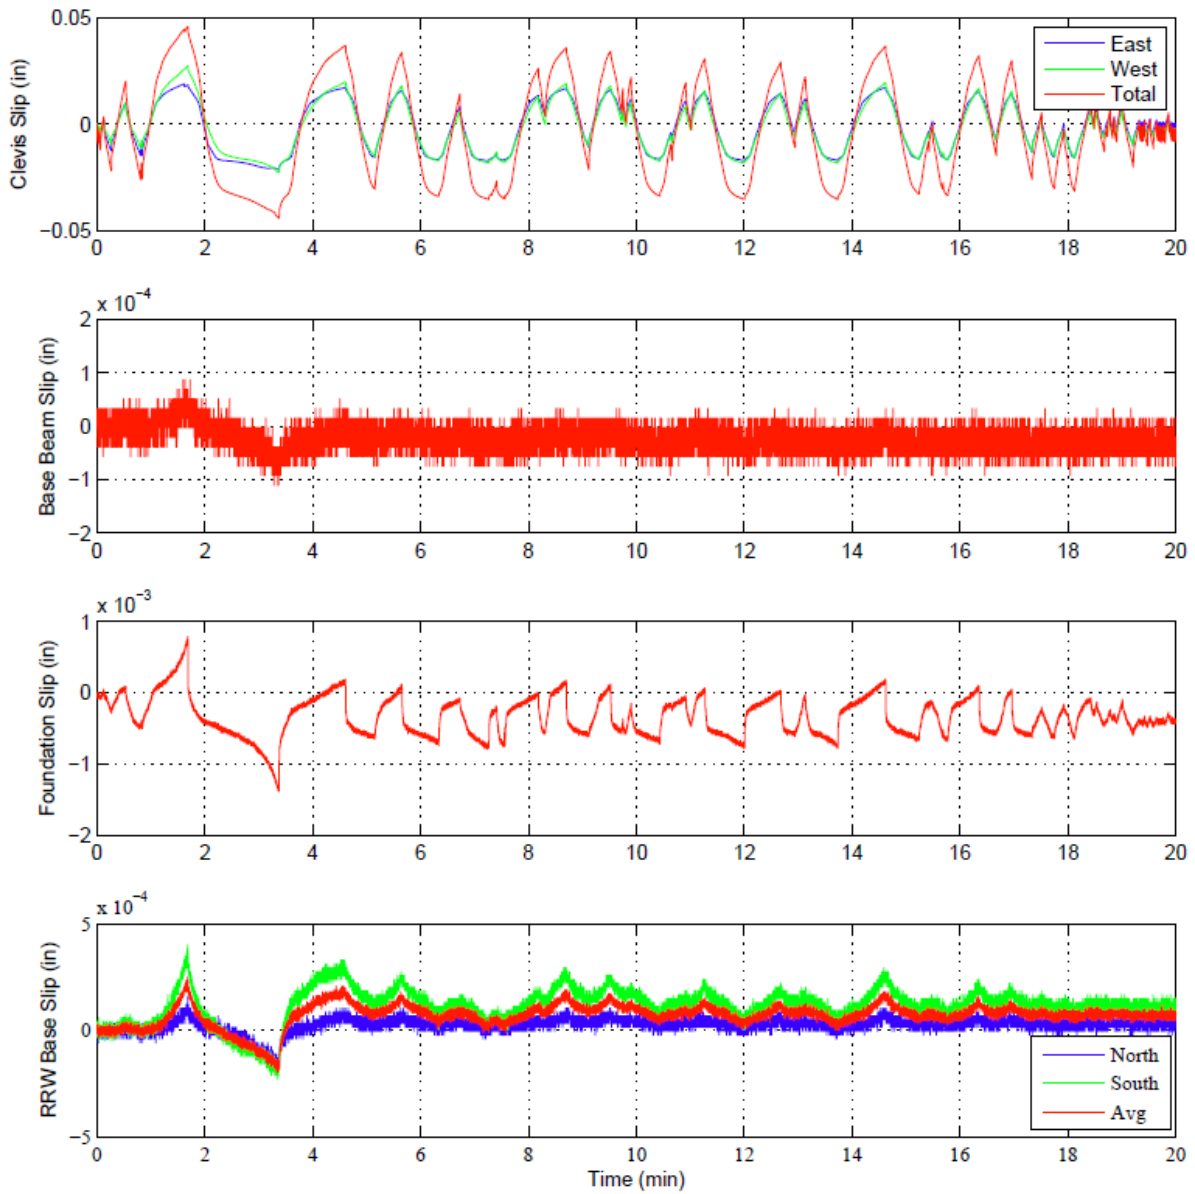 0.05
0
−0.05
Clevis Slip (in)
East
West
Total
0 2 4 6 8 10 12 14 16 18 20
x 10−4
2
1
0
−1
−2
Base Beam Slip (in)
0 2 4 6 8 10 12 14 16 18 20
x 10−3
1
0
−1
−2
Foundation Slip (in)
0 2 4 6 8 10 12 14 16 18 20
x 10−4
5
0
−5
RRW Base Slip (in)
North
South
Avg
0 2 4 6 8 10 12 14 16 18 20
Time (min)